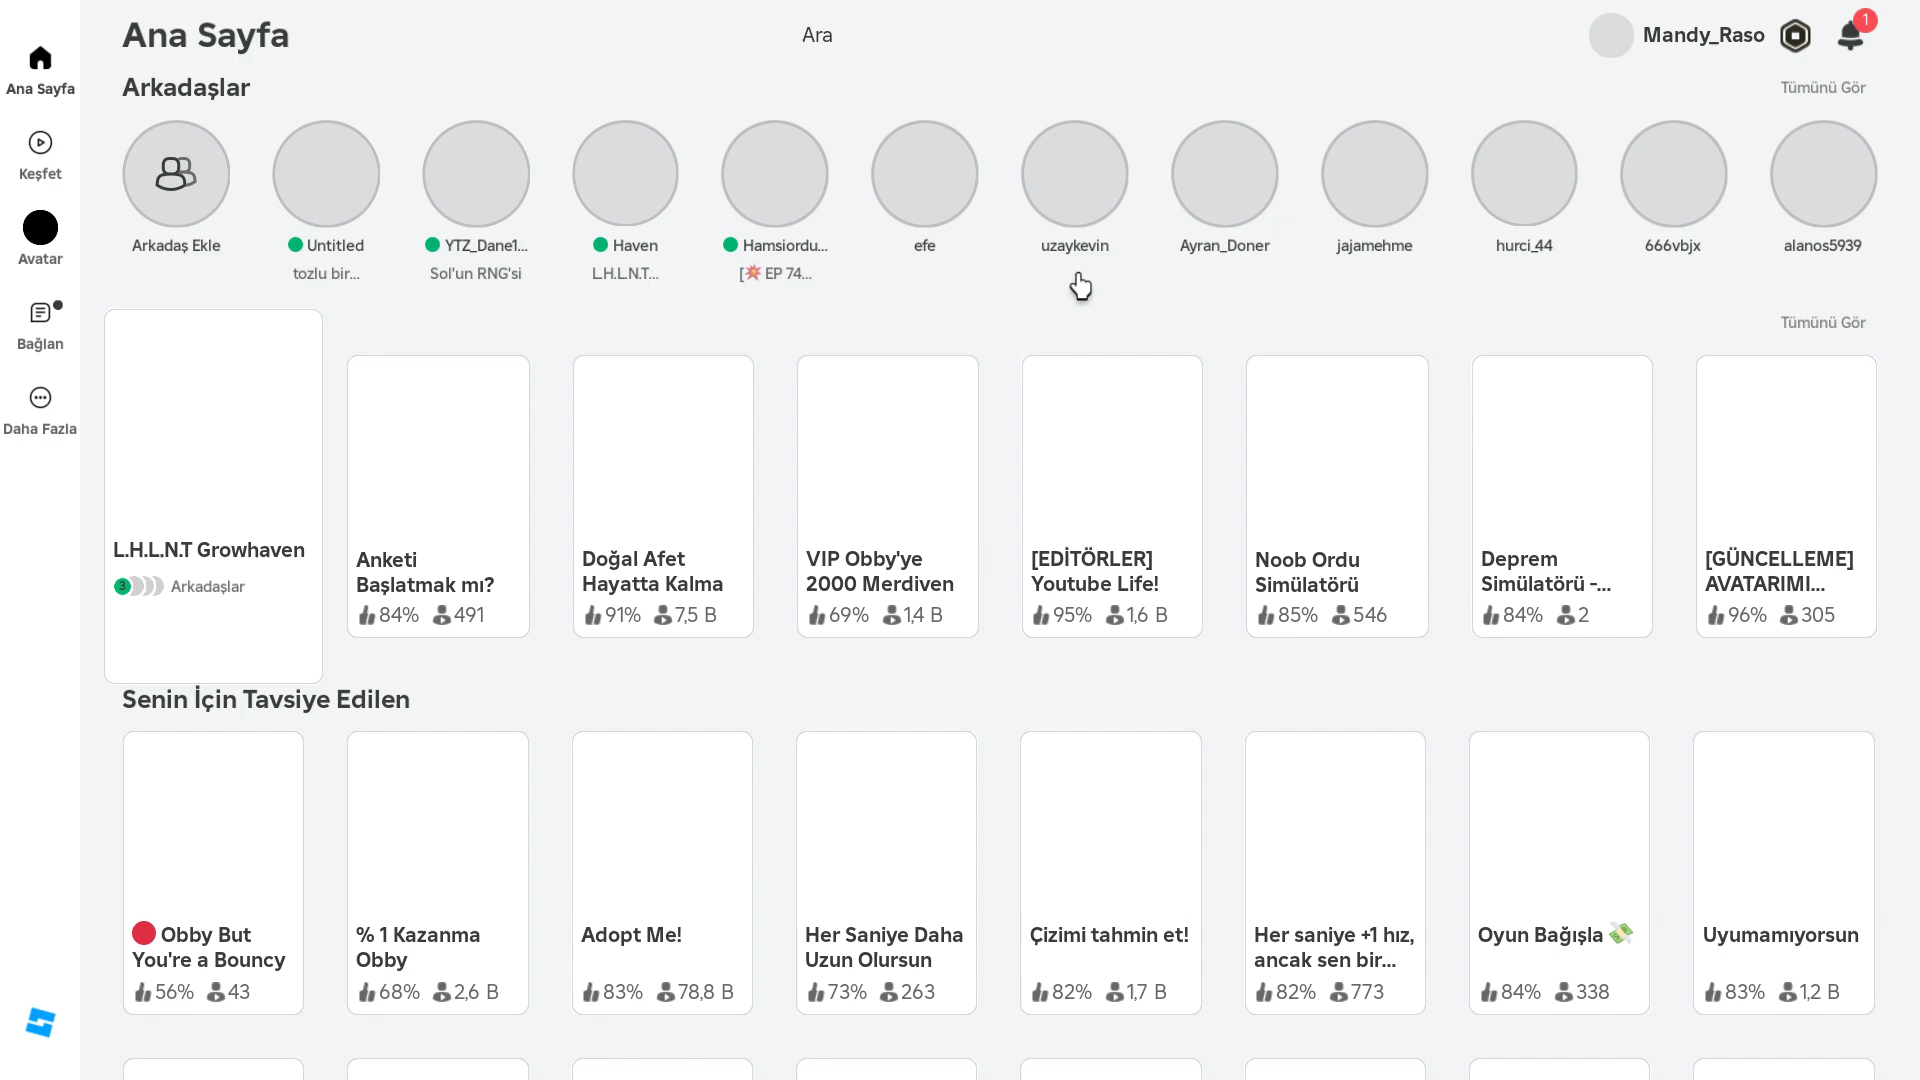 Ana Sayfa
Ara
Mandy_Raso
1
Ana Sayfa
Keşfet
Avatar
Bağlan
Daha Fazla
Arkadaşlar
Tümünü Gör
Arkadaş Ekle
Untitled
tozlu bir...
YTZ_Dane1...
Sol'un RNG'si
Haven
L.H.L.N.T...
Hamsiordu...
[💥 EP 74...
efe
uzaykevin
Ayran_Doner
jajamehme
hurci_44
666vbjx
alanos5939
Tümünü Gör
L.H.L.N.T Growhaven
3 Arkadaşlar
Anketi
Başlatmak mı?
84% 491
Doğal Afet
Hayatta Kalma
91% 7,5 B
VIP Obby'ye
2000 Merdiven
69% 1,4 B
[EDİTÖRLER]
Youtube Life!
95% 1,6 B
Noob Ordu
Simülatörü
85% 546
Deprem
Simülatörü -...
84% 2
[GÜNCELLEME]
AVATARIMI...
96% 305
Senin İçin Tavsiye Edilen
🔴 Obby But
You're a Bouncy
56% 43
% 1 Kazanma
Obby
68% 2,6 B
Adopt Me!
83% 78,8 B
Her Saniye Daha
Uzun Olursun
73% 263
Çizimi tahmin et!
82% 1,7 B
Her saniye +1 hız,
ancak sen bir...
82% 773
Oyun Bağışla 💸
84% 338
Uyumamıyorsun
83% 1,2 B